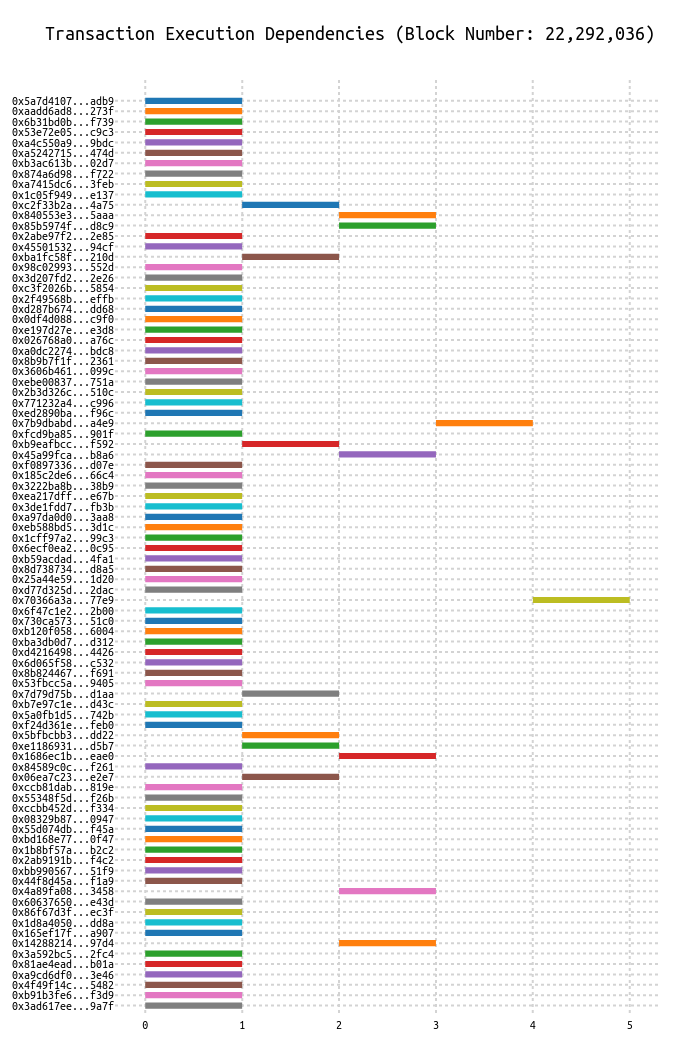 Transaction Execution Dependencies (Block Number: 22,292,036)
0x5a7d4107...adb9
0xaadd6ad8...273f
0x6b31bd0b...f739
0x53e72e05...c9c3
0xa4c550a9...9bdc
0xa5242715...474d
0xb3ac613b...02d7
0x874a6d98...f722
0xa7415dc6...3feb
0x1c05f949...e137
0xc2f33b2a...4a75
0x840553e3...5aaa
0x85b5974f...d8c9
0x2abe97f2...2e85
0x45501532...94cf
0xba1fc58f...210d
0x98c02993...552d
0x3d207fd2...2e26
0xc3f2026b...5854
0x2f49568b...effb
0xd287b674...dd68
0x0df4d088...c9f0
0xe197d27e...e3d8
0x026768a0...a76c
0xa0dc2274...bdc8
0x8b9b7f1f...2361
0x3606b461...099c
0xebe00837...751a
0x2b3d326c...510c
0x771232a4...c996
0xed2890ba...f96c
0x7b9dbabd...a4e9
0xfcd9ba85...901f
0xb9eafbcc...f592
0x45a99fca...b8a6
0xf0897336...d07e
0x185c2de6...66c4
0x3222ba8b...38b9
0xea217dff...e67b
0x3de1fdd7...fb3b
0xa97da0d0...3aa8
0xeb588bd5...3d1c
0x1cff97a2...99c3
0x6ecf0ea2...0c95
0xb59acdad...4fa1
0x8d738734...d8a5
0x25a44e59...1d20
0xd77d325d...2dac
0x70366a3a...77e9
0x6f47c1e2...2b00
0x730ca573...51c0
0xb120f058...6004
0xba3db0d7...d312
0xd4216498...4426
0x6d065f58...c532
0x8b824467...f691
0x53fbcc5a...9405
0x7d79d75b...d1aa
0xb7e97c1e...d43c
0x5a0fb1d5...742b
0xf24d361e...feb0
0x5bfbcbb3...dd22
0xe1186931...d5b7
0x1686ec1b...eae0
0x84589c0c...f261
0x06ea7c23...e2e7
0xccb81dab...819e
0x55348f5d...f26b
0xccbb452d...f334
0x08329b87...0947
0x55d074db...f45a
0xbd168e77...0f47
0x1b8bf57a...b2c2
0x2ab9191b...f4c2
0xbb990567...51f9
0x44f8d45a...f1a9
0x4a89fa08...3458
0x60637650...e43d
0x86f67d3f...ec3f
0x1d8a4050...dd8a
0x165ef17f...a907
0x14288214...97d4
0x3a592bc5...2fc4
0x81ae4ead...b01a
0xa9cd6df0...3e46
0x4f49f14c...5482
0xb91b3fe6...f3d9
0x3ad617ee...9a7f
0 1 2 3 4 5